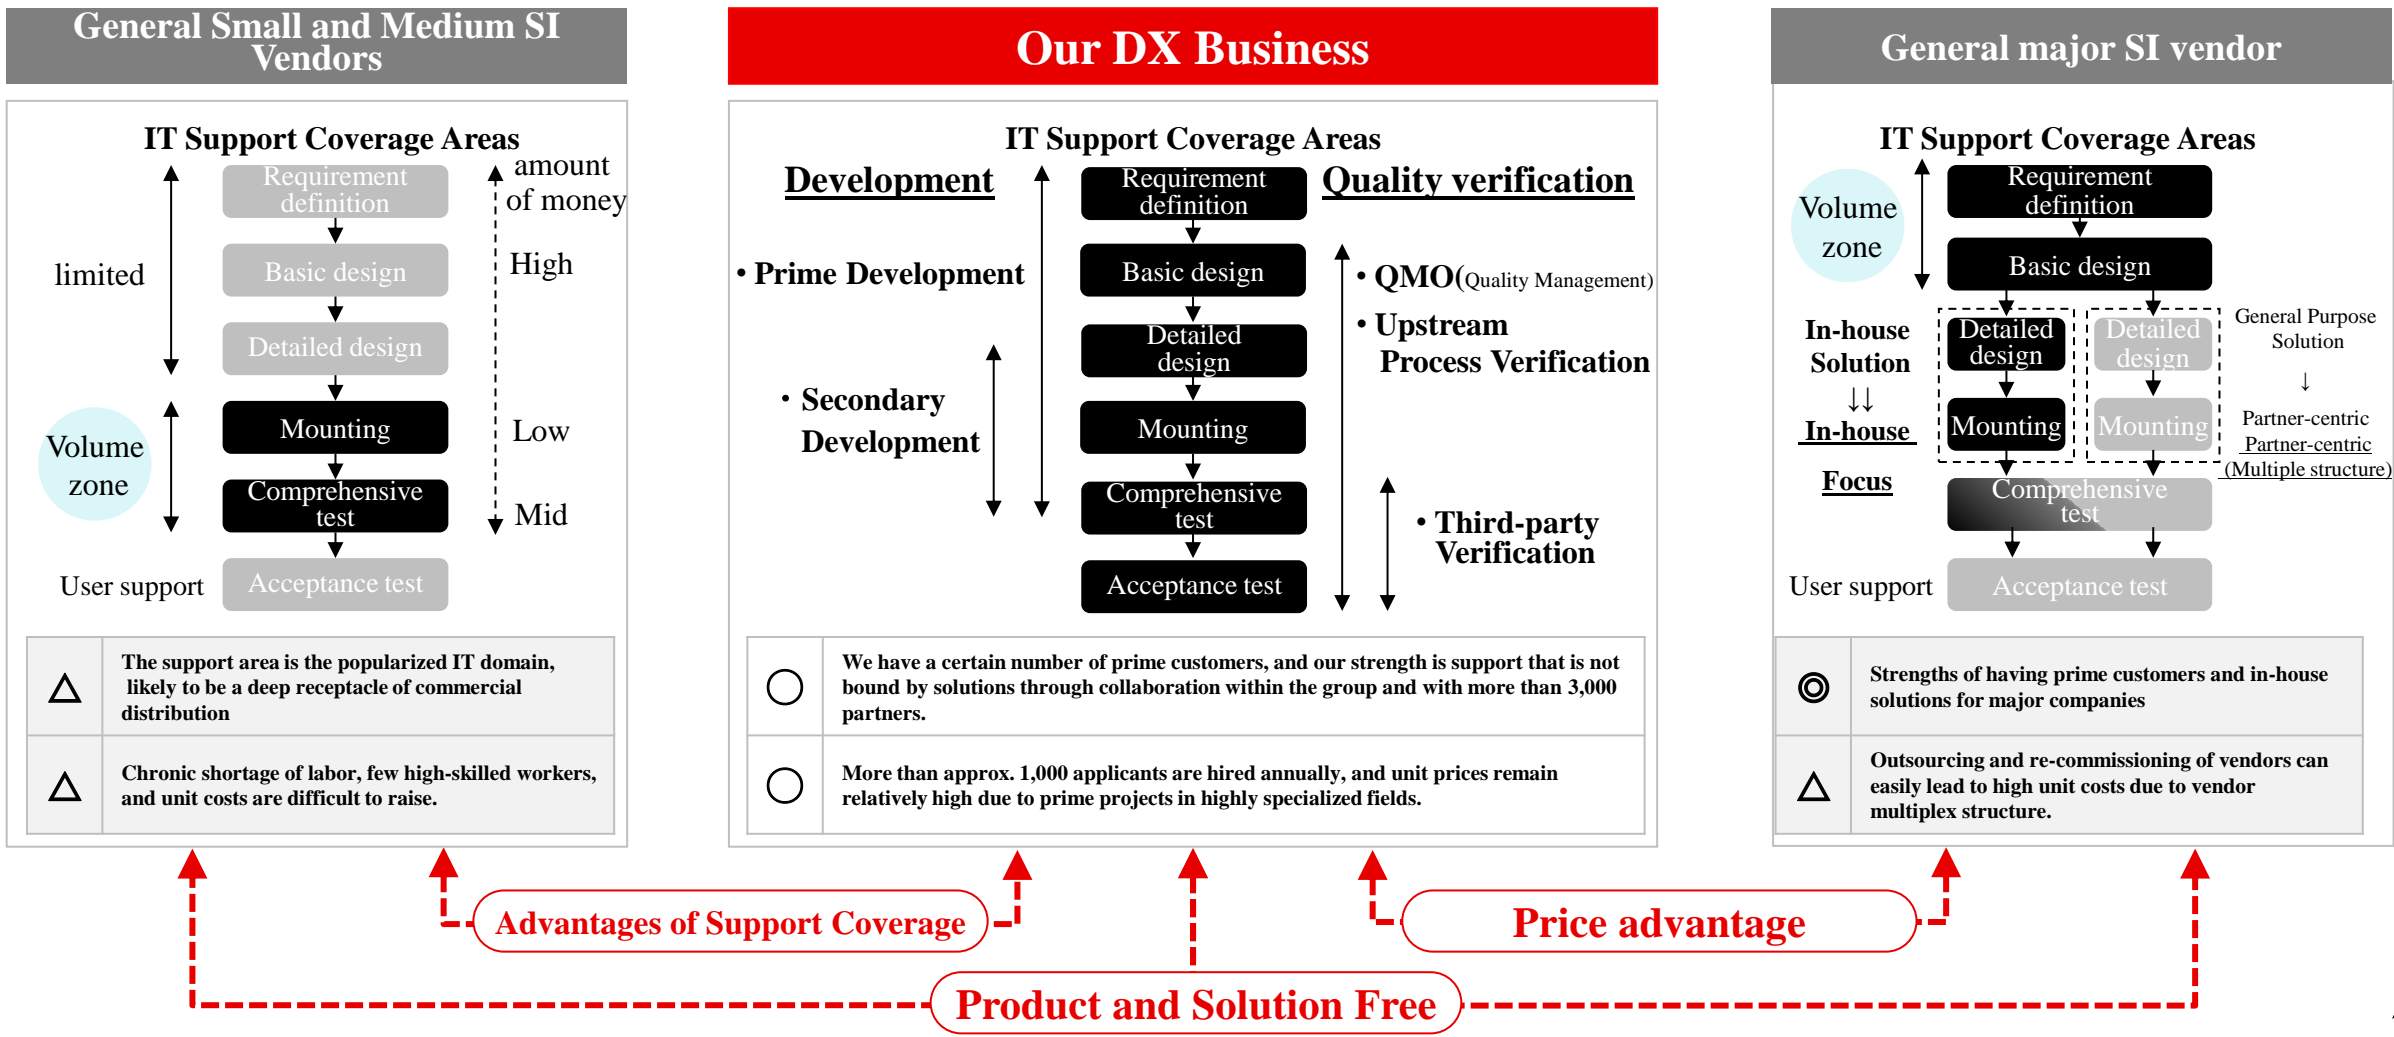 General Small and Medium SI
Vendors
IT Support Coverage Areas
Requirement
definition
Basic design
Detailed design
Mounting
Comprehensive
test
Acceptance test
limited
Volume
zone
User support
amount
of money
High
Low
Mid
△
The support area is the popularized IT domain,
likely to be a deep receptacle of commercial
distribution
△
Chronic shortage of labor, few high-skilled workers,
and unit costs are difficult to raise.
Our DX Business
IT Support Coverage Areas
Development
・Prime Development
・Secondary
Development
Requirement
definition
Basic design
Detailed
design
Mounting
Comprehensive
test
Acceptance test
Quality verification
・QMO(Quality Management)
・Upstream
Process Verification
・Third-party
Verification
○
We have a certain number of prime customers, and our strength is support that is not
bound by solutions through collaboration within the group and with more than 3,000
partners.
○
More than approx. 1,000 applicants are hired annually, and unit prices remain
relatively high due to prime projects in highly specialized fields.
General major SI vendor
IT Support Coverage Areas
Volume
zone
Requirement
definition
Basic design
In-house
Solution
↓↓
In-house
Focus
Detailed
design
Mounting
Detailed
design
Mounting
General Purpose
Solution
↓
Partner-centric
Partner-centric
(Multiple structure)
Comprehensive
test
User support
Acceptance test
◎
Strengths of having prime customers and in-house
solutions for major companies
△
Outsourcing and re-commissioning of vendors can
easily lead to high unit costs due to vendor
multiplex structure.
Advantages of Support Coverage
Price advantage
Product and Solution Free